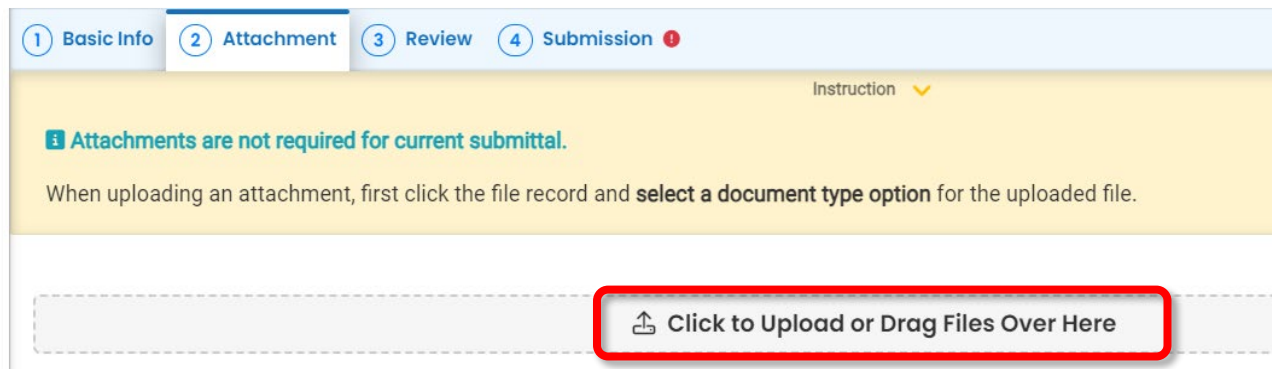 1 Basic Info 2 Attachment 3 Review 4 Submission !
Instruction
i Attachments are not required for current submittal.
When uploading an attachment, first click the file record and select a document type option for the uploaded file.
Click to Upload or Drag Files Over Here